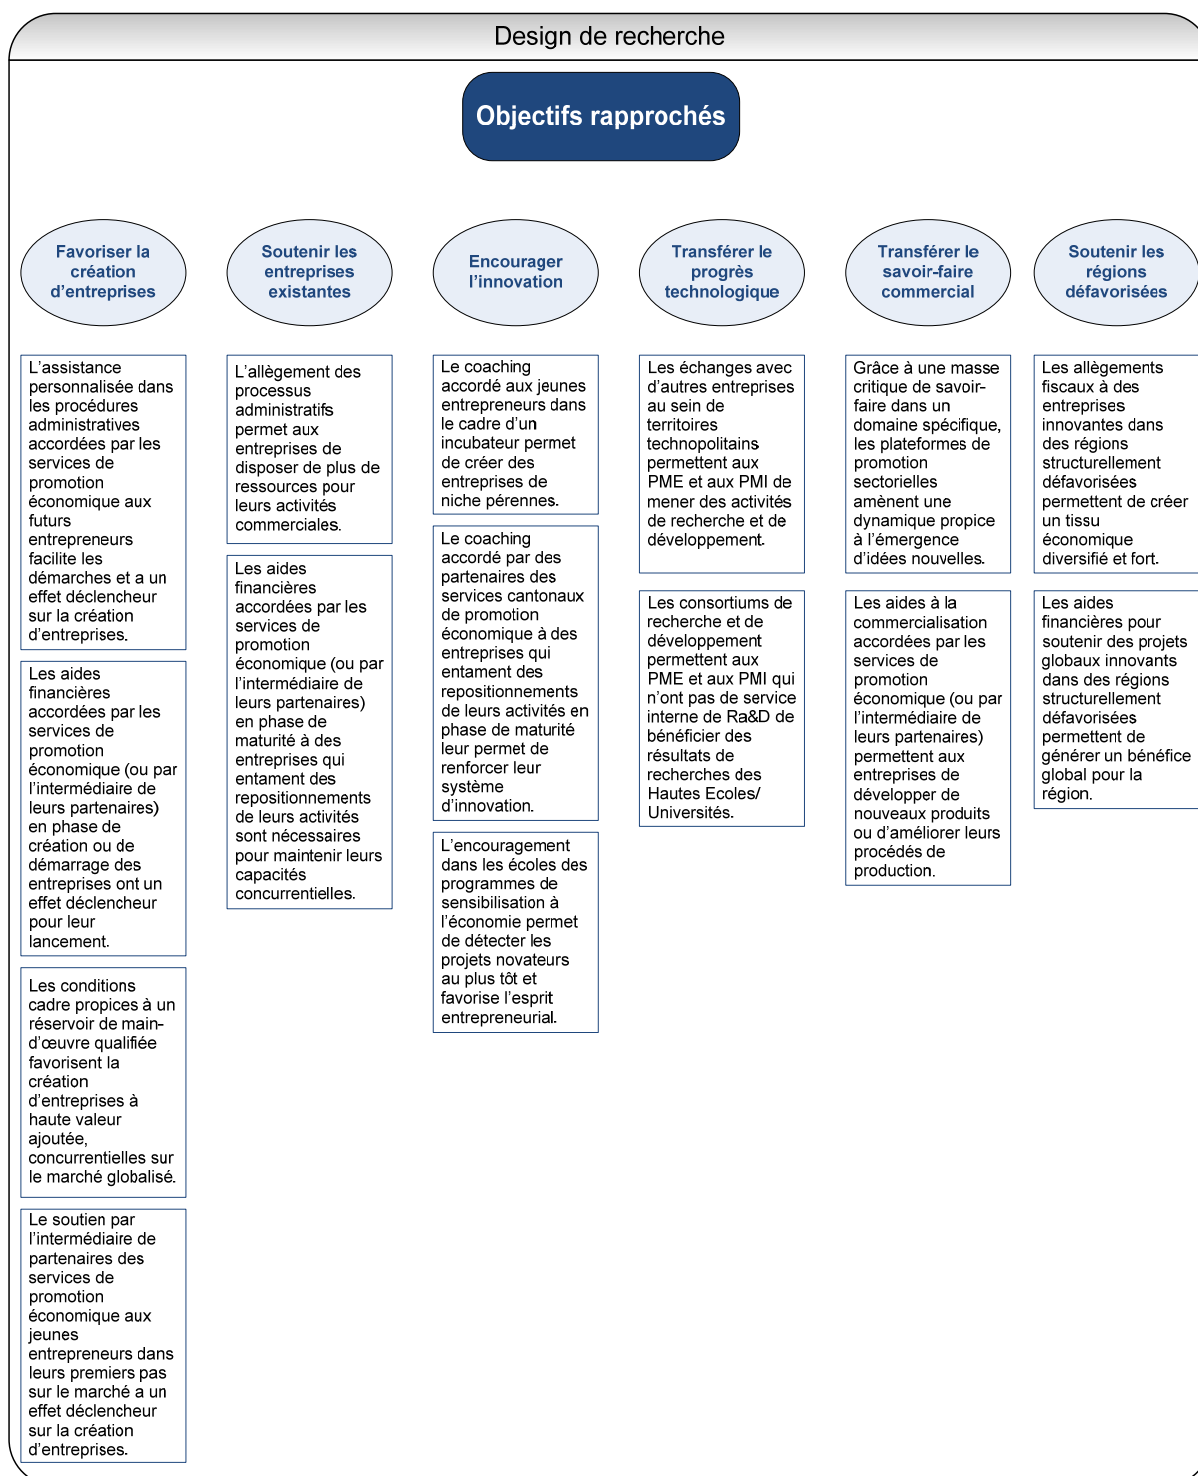 Design de recherche
Objectifs rapprochés
Favoriser la
création
d'entreprises
L'assistance
personnalisée dans
les procédures
administratives
accordées par les
services de
promotion
économique aux
futurs
entrepreneurs
facilite les
démarches et a un
effet déclencheur
sur la création
d'entreprises.
Les aides
financières
accordées par les
services de
promotion
économique (ou par
l'intermédiaire de
leurs partenaires)
en phase de
création ou de
démarrage des
entreprises ont un
effet déclencheur
pour leur
lancement.
Les conditions
cadre propices à un
réservoir de main-
d'œuvre qualifiée
favorisent la
création
d'entreprises à
haute valeur
ajoutée,
concurrentielles sur
le marché globalisé.
Le soutien par
l'intermédiaire de
partenaires des
services de
promotion
économique aux
jeunes
entrepreneurs dans
leurs premiers pas
sur le marché a un
effet déclencheur
sur la création
d'entreprises.
Soutenir les
entreprises
existantes
L'allègement des
processus
administratifs
permet aux
entreprises de
disposer de plus de
ressources pour
leurs activités
commerciales.
Les aides
financières
accordées par les
services de
promotion
économique (ou par
l'intermédiaire de
leurs partenaires)
en phase de
maturité à des
entreprises qui
entament des
repositionnements
de leurs activités
sont nécessaires
pour maintenir leurs
capacités
concurrentielles.
Encourager
l'innovation
Le coaching
accordé aux jeunes
entrepreneurs dans
le cadre d'un
incubateur permet
de créer des
entreprises de
niche pérennes.
Le coaching
accordé par des
partenaires des
services cantonaux
de promotion
économique à des
entreprises qui
entament des
repositionnements
de leurs activités en
phase de maturité
leur permet de
renforcer leur
système
d'innovation.
L'encouragement
dans les écoles des
programmes de
sensibilisation à
l'économie permet
de détecter les
projets novateurs
au plus tôt et
favorise l'esprit
entrepreneurial.
Transférer le
progrès
technologique
Les échanges avec
d'autres entreprises
au sein de
territoires
technopolitains
permettent aux
PME et aux PMI de
mener des activités
de recherche et de
développement.
Les consortiums de
recherche et de
développement
permettent aux
PME et aux PMI qui
n'ont pas de service
interne de Ra&D de
bénéficier des
résultats de
recherches des
Hautes Ecoles/
Universités.
Transférer le
savoir-faire
commercial
Grâce à une masse
critique de savoir-
faire dans un
domaine spécifique,
les plateformes de
promotion
sectorielles
amènent une
dynamique propice
à l'émergence
d'idées nouvelles.
Les aides à la
commercialisation
accordées par les
services de
promotion
économique (ou par
l'intermédiaire de
leurs partenaires)
permettent aux
entreprises de
développer de
nouveaux produits
ou d'améliorer leurs
procédés de
production.
Soutenir les
régions
défavorisées
Les allègements
fiscaux à des
entreprises
innovantes dans
des régions
structurellement
défavorisées
permettent de créer
un tissu
économique
diversifié et fort.
Les aides
financières pour
soutenir des projets
globaux innovants
dans des régions
structurellement
défavorisées
permettent de
générer un bénéfice
global pour la
région.